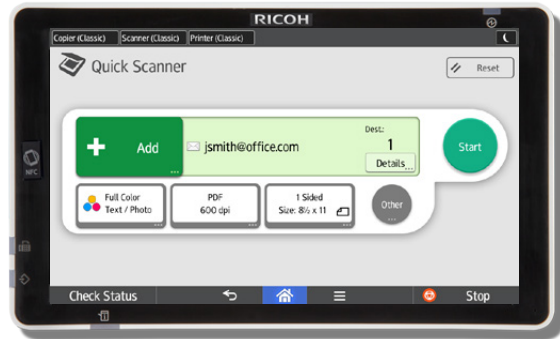 RICOH
Copier (Classic) Scanner (Classic) Printer (Classic)
Quick Scanner
Reset
Add
jsmith@office.com
Dest.:
1
Details
Start
Full Color
Text / Photo
PDF
600 dpi
1 Sided
Size: 8½ x 11
Other
NFC
Check Status
Stop